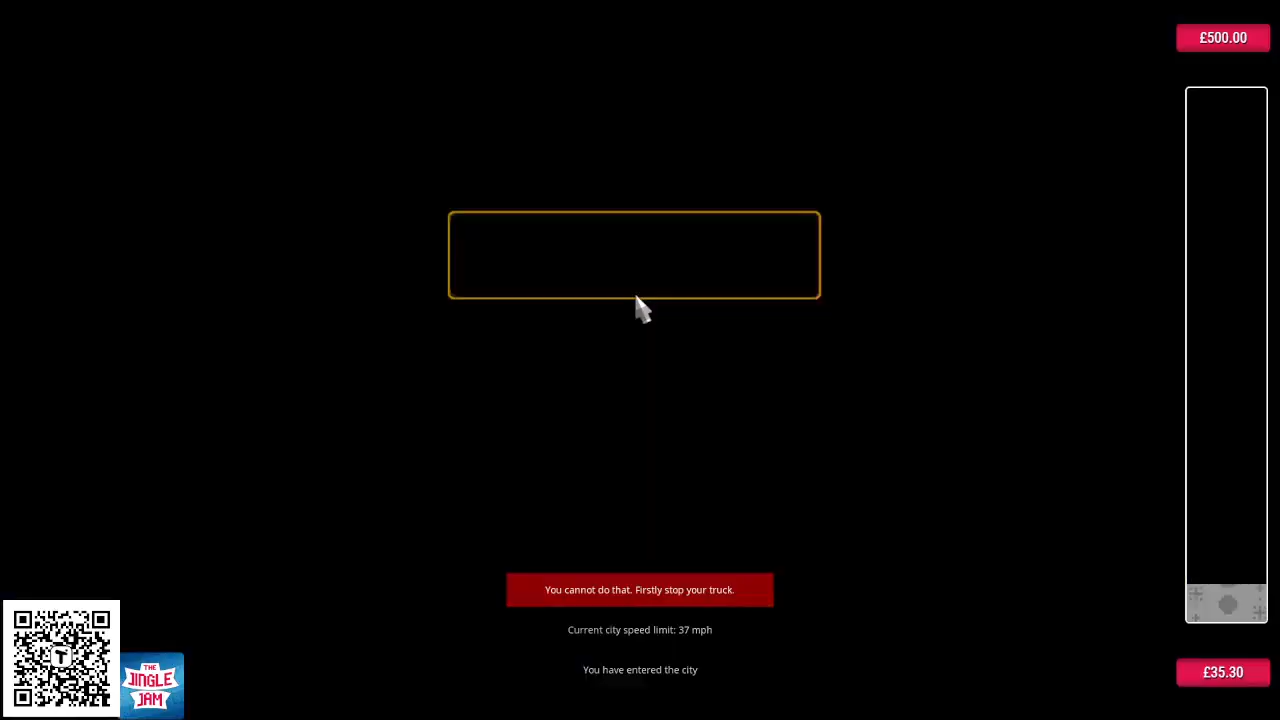 £500.00
You cannot do that. Firstly stop your truck.
Current city speed limit: 37 mph
You have entered the city
£35.30
T
THE
JINGLE
JAM